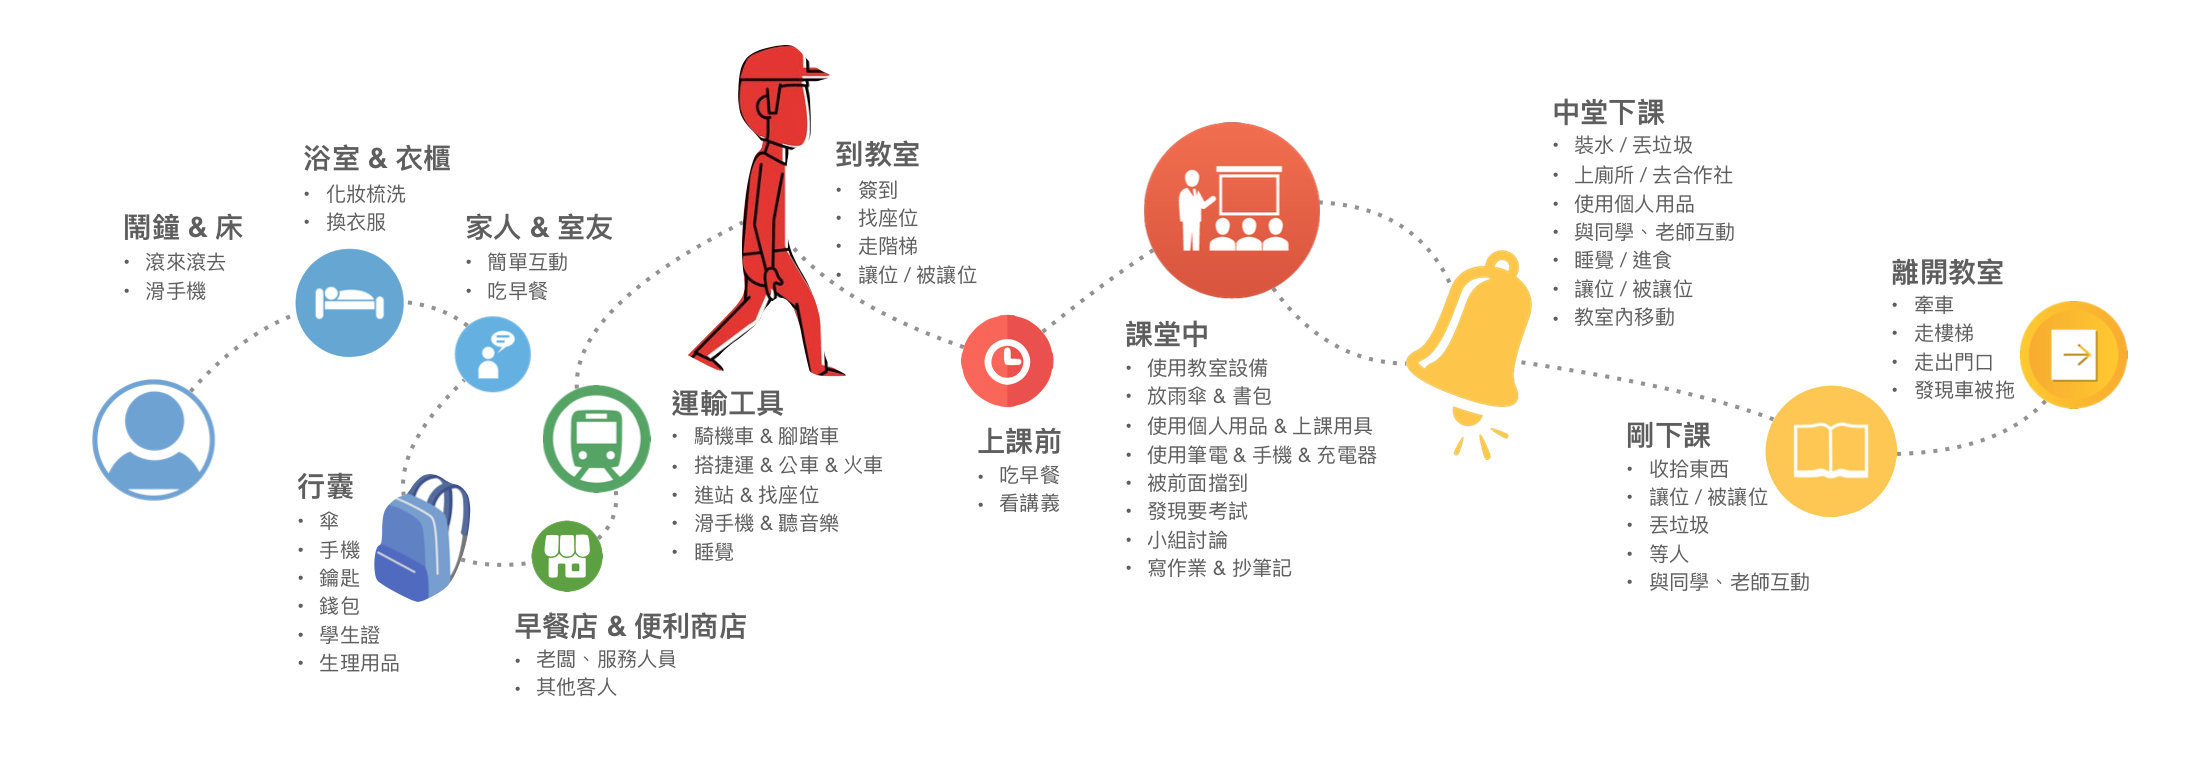 鬧鐘 & 床
• 滾來滾去
• 滑手機
浴室 & 衣櫃
• 化妝梳洗
• 換衣服
家人 & 室友
• 簡單互動
• 吃早餐
行囊
• 傘
• 手機
• 鑰匙
• 錢包
• 學生證
• 生理用品
早餐店 & 便利商店
• 老闆、服務人員
• 其他客人
運輸工具
• 騎機車 & 腳踏車
• 搭捷運 & 公車 & 火車
• 進站 & 找座位
• 滑手機 & 聽音樂
• 睡覺
到教室
• 簽到
• 找座位
• 走階梯
• 讓位 / 被讓位
上課前
• 吃早餐
• 看講義
課堂中
• 使用教室設備
• 放雨傘 & 書包
• 使用個人用品 & 上課用具
• 使用筆電 & 手機 & 充電器
• 被前面擋到
• 發現要考試
• 小組討論
• 寫作業 & 抄筆記
中堂下課
• 裝水 / 丟垃圾
• 上廁所 / 去合作社
• 使用個人用品
• 與同學、老師互動
• 睡覺 / 進食
• 讓位 / 被讓位
• 教室內移動
剛下課
• 收拾東西
• 讓位 / 被讓位
• 丟垃圾
• 等人
• 與同學、老師互動
離開教室
• 牽車
• 走樓梯
• 走出門口
• 發現車被拖